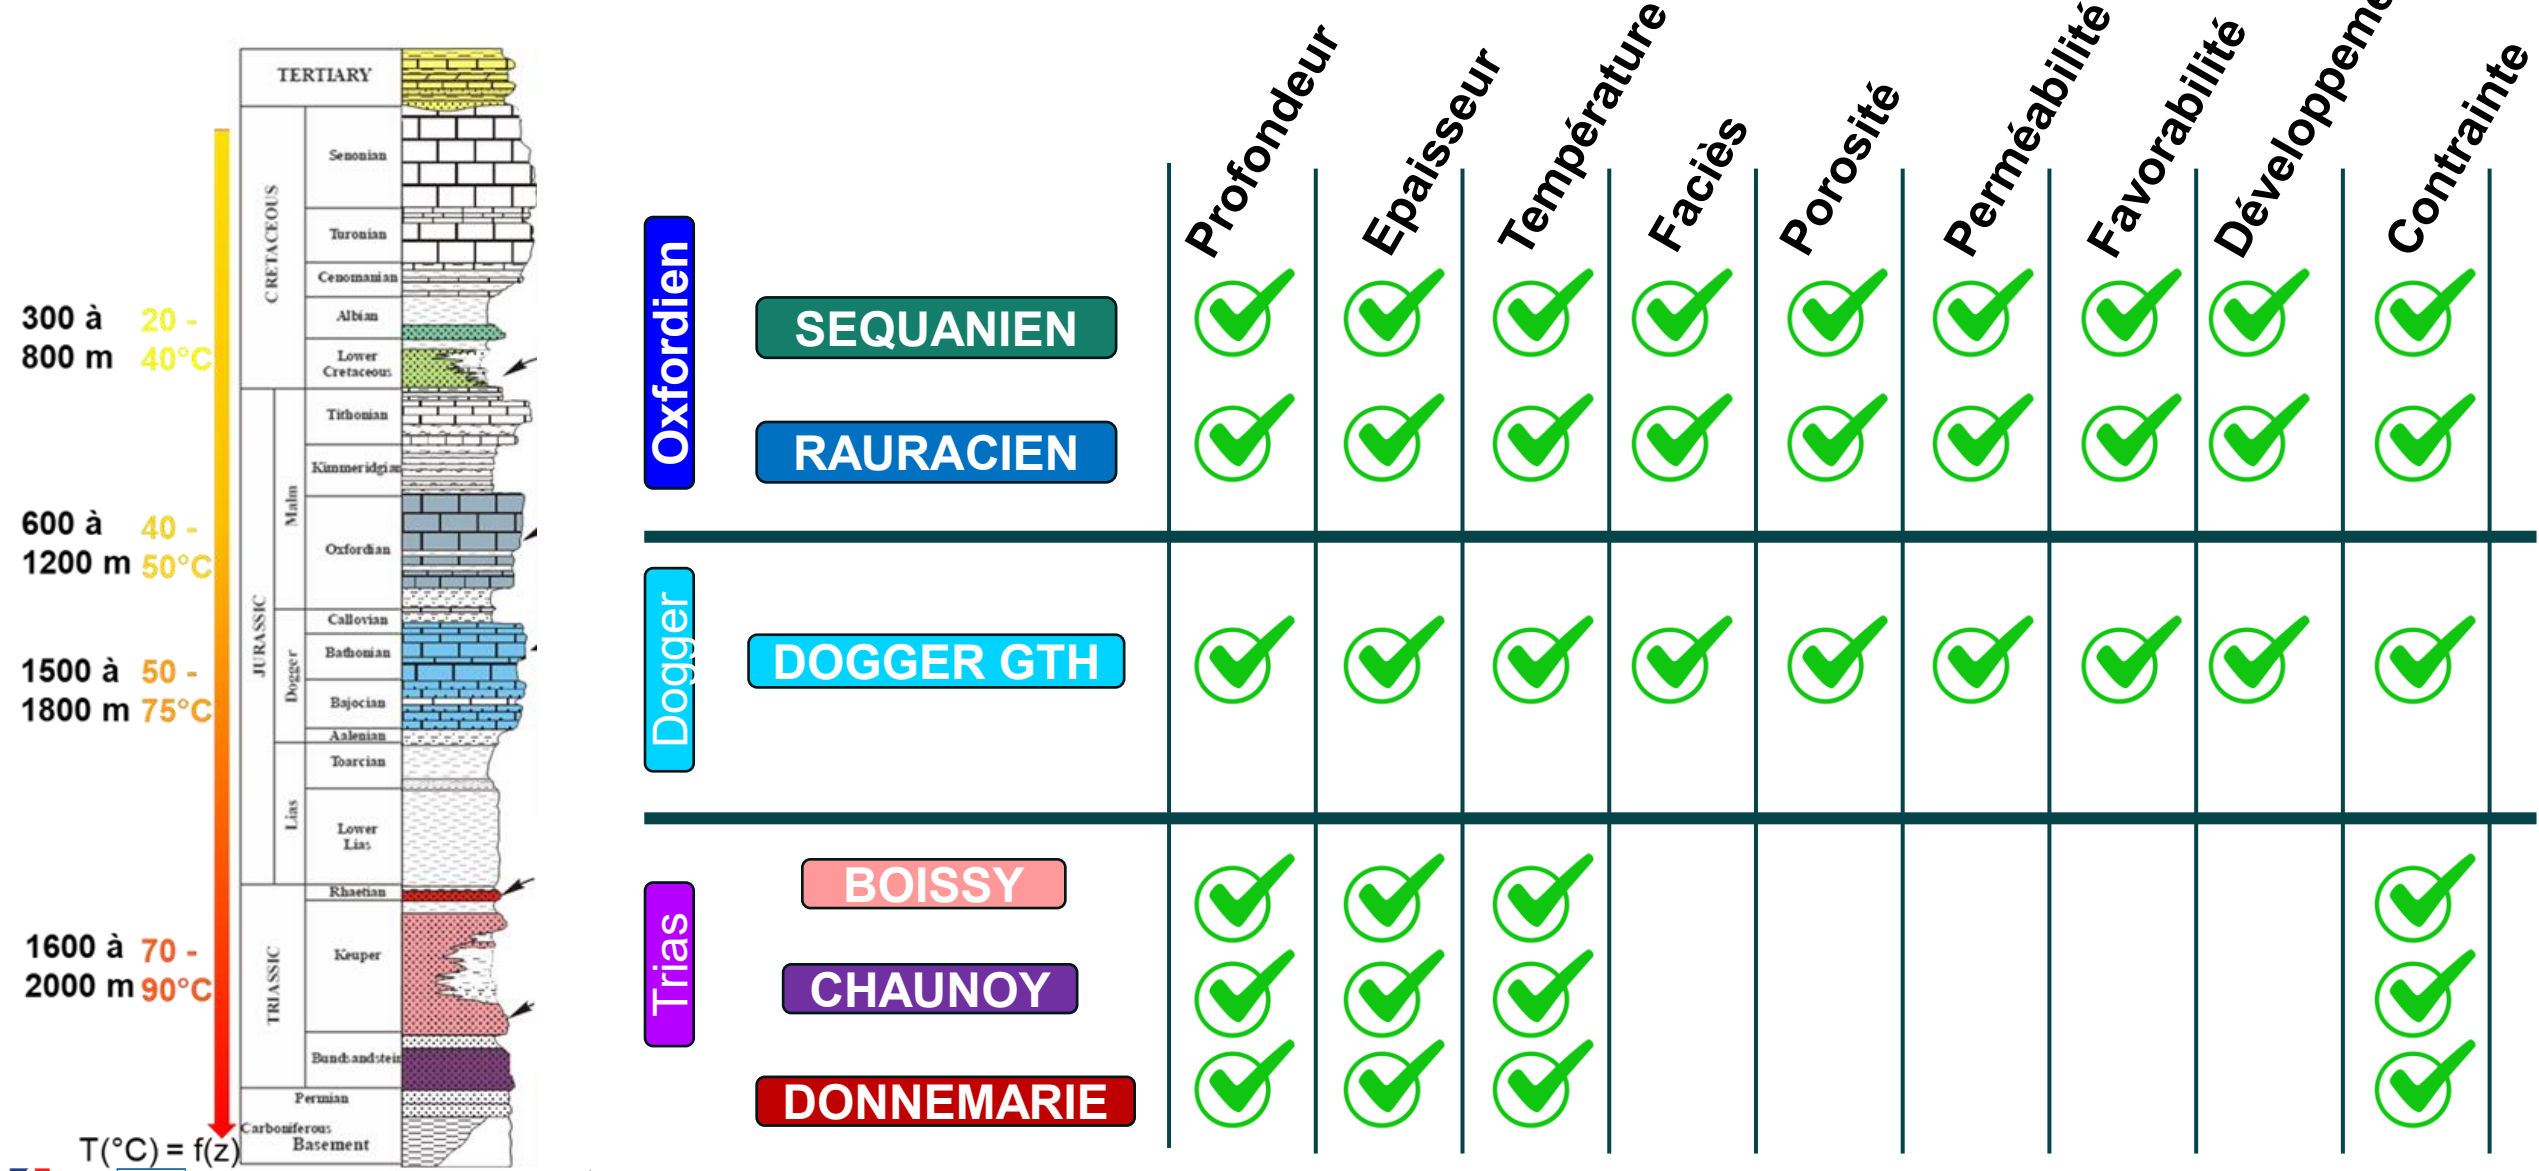 TERTIARY
CRETACEOUS
Senonian
Turonian
Cenomanian
Albian
Lower
Cretaceous
JURASSIC
Malm
Tithonian
Kimmeridgian
Oxfordian
Dogger
Callovian
Bathonian
Bajocian
Aalenian
Lias
Toarcian
Lower
Lias
TRIASSIC
Rhaetian
Keuper
Bundsandstein
Permian
Carboniferous
Basement
300 à
800 m
20 -
40°C
600 à
1200 m
40 -
50°C
1500 à
1800 m
50 -
75°C
1600 à
2000 m
70 -
90°C
T(°C) = f(z)
Profondeur
Epaisseur
Température
Faciès
Porosité
Perméabilité
Favorabilité
Développeme
Contrainte
Oxfordien
SEQUANIEN
RAURACIEN
Dogger
DOGGER GTH
Trias
BOISSY
CHAUNOY
DONNEMARIE